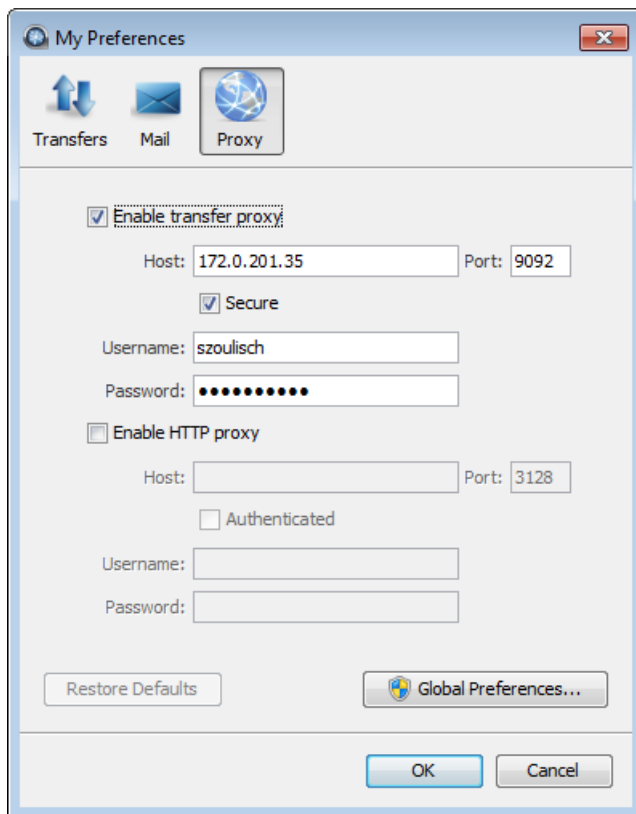 My Preferences
Transfers Mail Proxy
Enable transfer proxy
Host: 172.0.201.35 Port: 9092
Secure
Username: szoulisch
Password: ●●●●●●●●●●
Enable HTTP proxy
Host: Port: 3128
Authenticated
Username:
Password:
Restore Defaults Global Preferences...
OK Cancel